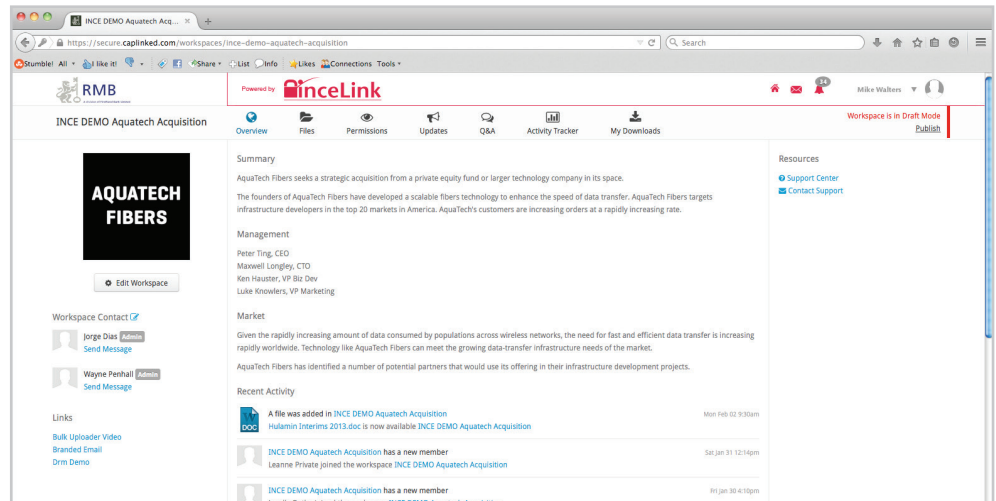 INCE DEMO Aquatech Acq...
https://secure.caplinked.com/workspaces/ince-demo-aquatech-acquisition
Search
Stumble! All I like it! Share List Info Likes Connections Tools
RMB
Powered by inceLink
34
Mike Walters
INCE DEMO Aquatech Acquisition
Overview Files Permissions Updates Q&A Activity Tracker My Downloads
Workspace is in Draft Mode
Publish
AQUATECH
FIBERS
Edit Workspace
Workspace Contact
Jorge Dias Admin
Send Message
Wayne Penhall Admin
Send Message
Links
Bulk Uploader Video
Branded Email
Drm Demo
Summary
AquaTech Fibers seeks a strategic acquisition from a private equity fund or larger technology company in its space.
The founders of AquaTech Fibers have developed a scalable fibers technology to enhance the speed of data transfer. AquaTech Fibers targets
infrastructure developers in the top 20 markets in America. AquaTech's customers are increasing orders at a rapidly increasing rate.
Management
Peter Ting, CEO
Maxwell Longley, CTO
Ken Hauster, VP Biz Dev
Luke Knowlers, VP Marketing
Market
Given the rapidly increasing amount of data consumed by populations across wireless networks, the need for fast and efficient data transfer is increasing
rapidly worldwide. Technology like AquaTech Fibers can meet the growing data-transfer infrastructure needs of the market.
AquaTech Fibers has identified a number of potential partners that would use its offering in their infrastructure development projects.
Recent Activity
W
DOC
A file was added in INCE DEMO Aquatech Acquisition
Mon Feb 02 9:30am
Hulamin Interims 2013.doc is now available INCE DEMO Aquatech Acquisition
INCE DEMO Aquatech Acquisition has a new member
Sat Jan 31 12:14pm
Leanne Private joined the workspace INCE DEMO Aquatech Acquisition
INCE DEMO Aquatech Acquisition has a new member
Fri Jan 30 4:10pm
Resources
Support Center
Contact Support